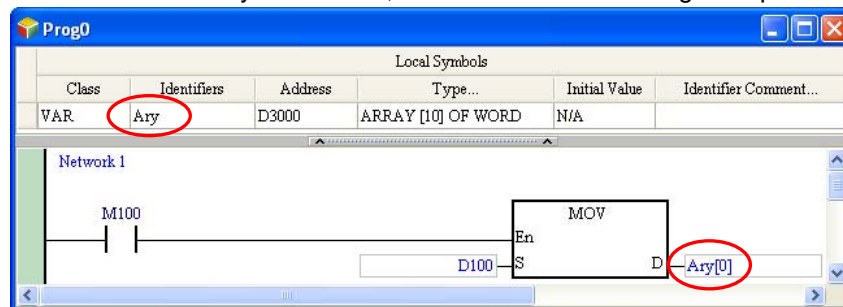 Prog0
Local Symbols
Class Identifiers Address Type... Initial Value Identifier Comment...
VAR Ary D3000 ARRAY [10] OF WORD N/A
Network 1
M100
MOV
En
D100 S D Ary[0]